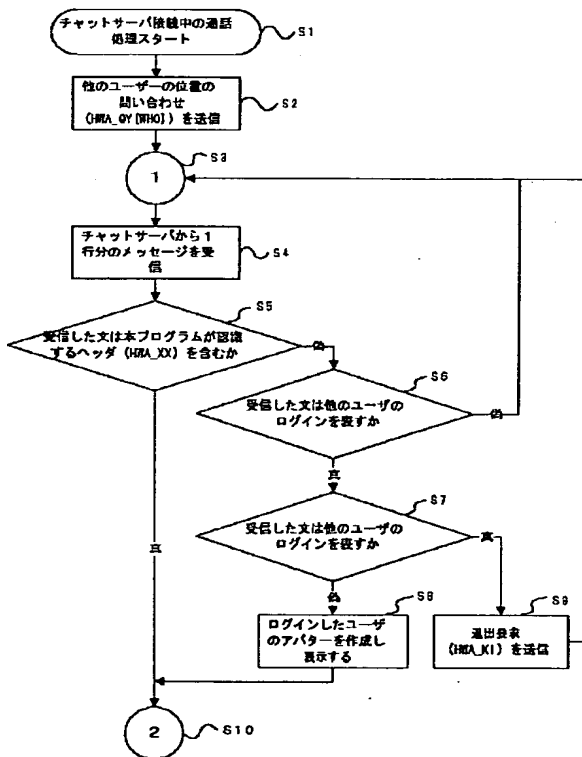 チャットサーバ接続中の通話
処理スタート
S1
他のユーザーの位置の
問い合わせ
(HMA_QY[WHO])を送信
S2
S3
1
チャットサーバから1
行分のメッセージを受
信
S4
S5
受信した文は本プログラムが認識
するヘッダ(HMA_XX)を含むか
偽
S6
受信した文は他のユーザの
ログインを表すか
偽
真
S7
受信した文は他のユーザの
ログインを表すか
真
真
偽
S8
ログインしたユーザ
のアバターを作成し
表示する
S9
退出要求
(HMA_KI)を送信
2
S10